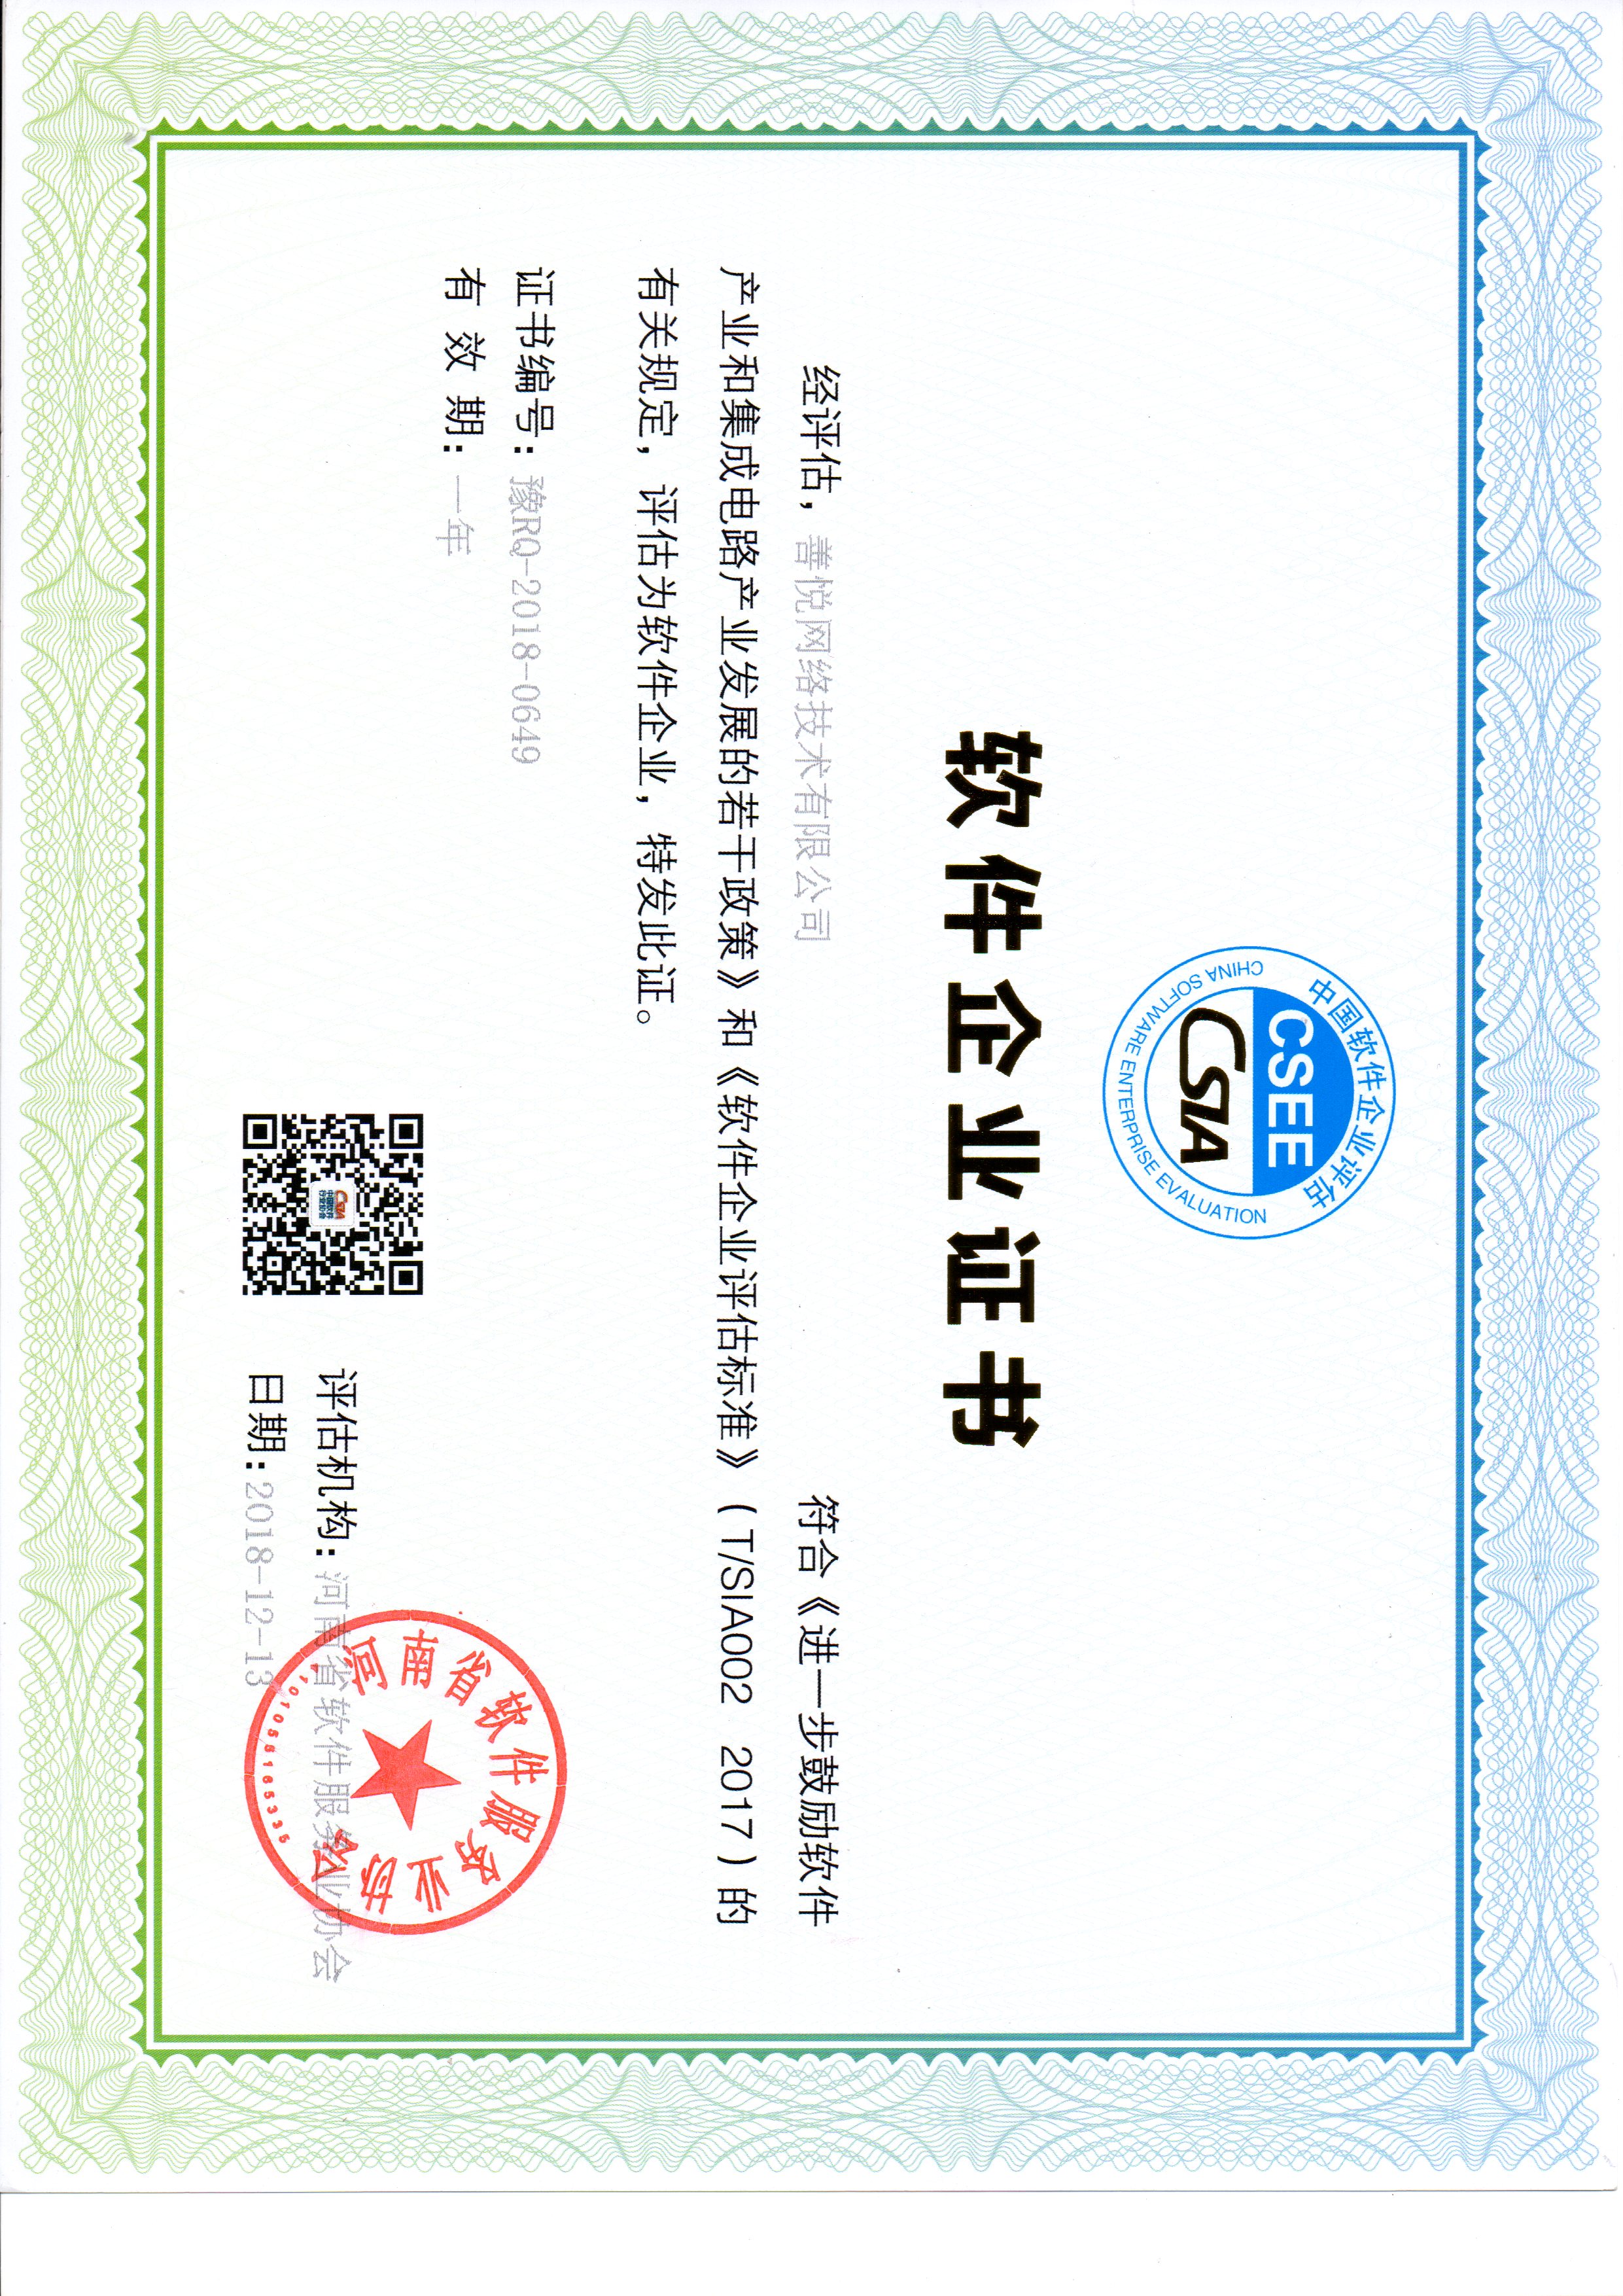 中国软件企业评估
CSEE
CSIA
CHINA SOFTWARE ENTERPRISE EVALUATION
软件企业证书
经评估，善悦网络技术有限公司 符合《进一步鼓励软件
产业和集成电路产业发展的若干政策》和《软件企业评估标准》（T/SIA002 2017）的
有关规定，评估为软件企业，特发此证。
证书编号：豫RQ-2018-0649
有效期：一年
CSIA
中国软件
行业协会
河南省软件服务业协会
评估机构：河南省软件服务业协会
日期：2018-12-13